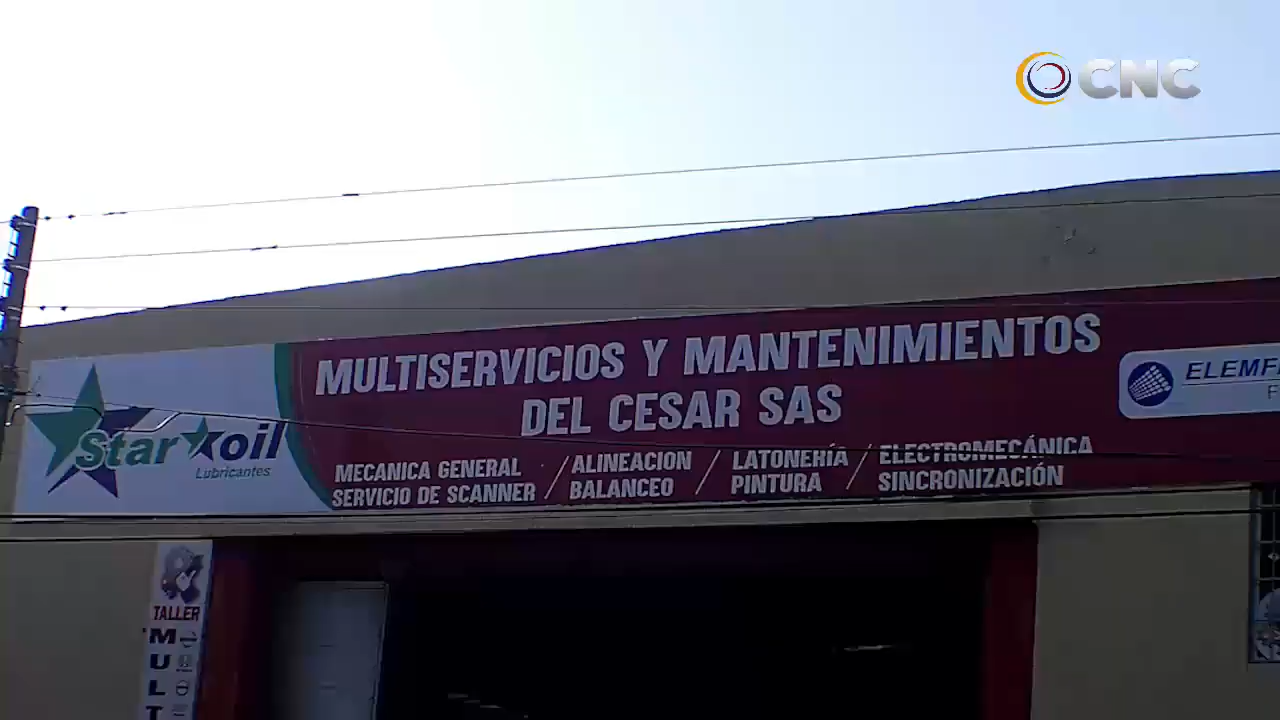 CNC
MULTISERVICIOS Y MANTENIMIENTOS
DEL CESAR SAS
Star oil
Lubricantes
MECANICA GENERAL
SERVICIO DE SCANNER
ALINEACION
BALANCEO
LATONERÍA
PINTURA
ELECTROMECÁNICA
SINCRONIZACIÓN
TALLER
M
U
L
T